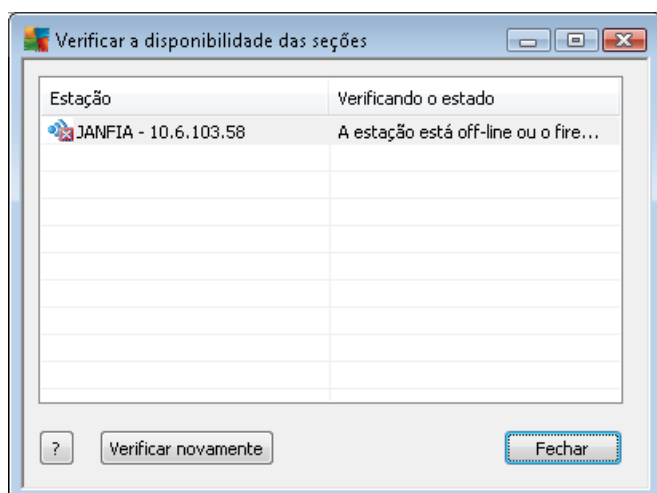 Verificar a disponibilidade das seções
Estação Verificando o estado
JANFIA - 10.6.103.58 A estação está off-line ou o fire...
? Verificar novamente Fechar